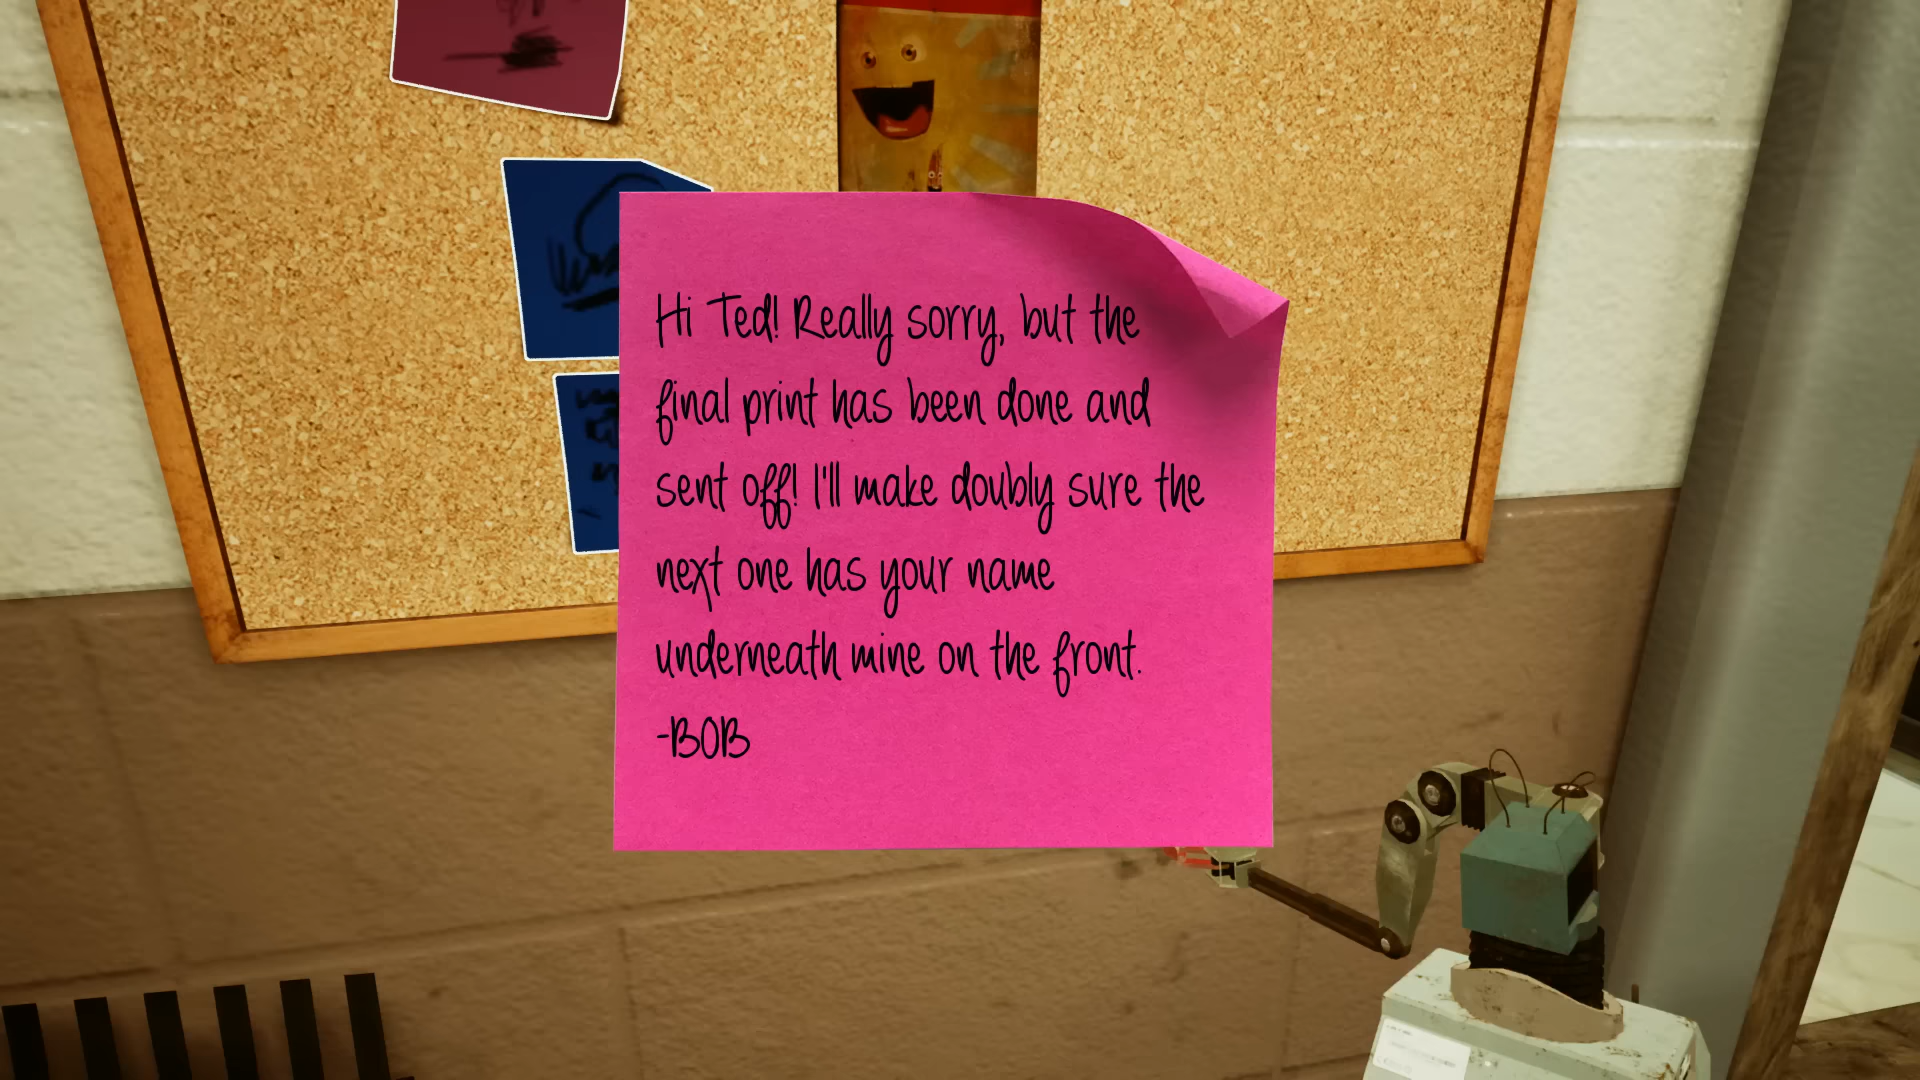 Hi Ted! Really sorry, but the
final print has been done and
sent off! I'll make doubly sure the
next one has your name
underneath mine on the front.
-BOB